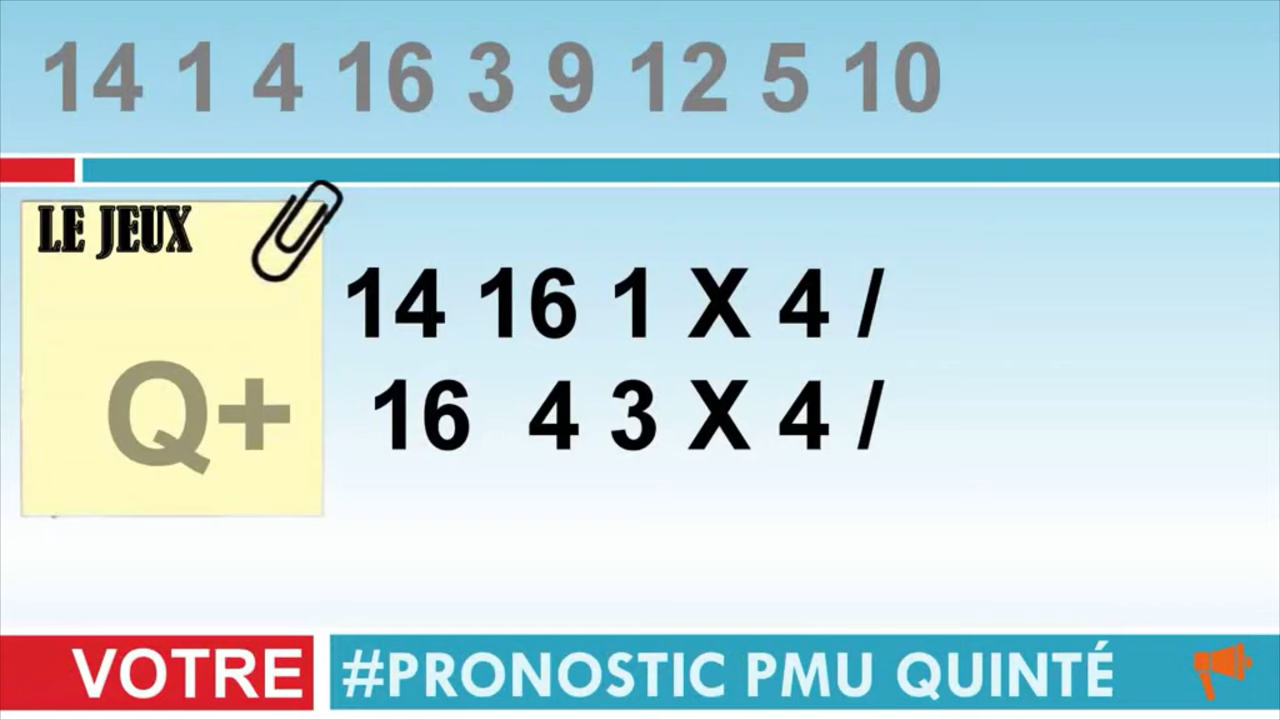 14 1 4 16 3 9 12 5 10
LE JEUX
Q+
14 16 1 X 4 /
16 4 3 X 4 /
VOTRE #PRONOSTIC PMU QUINTÉ